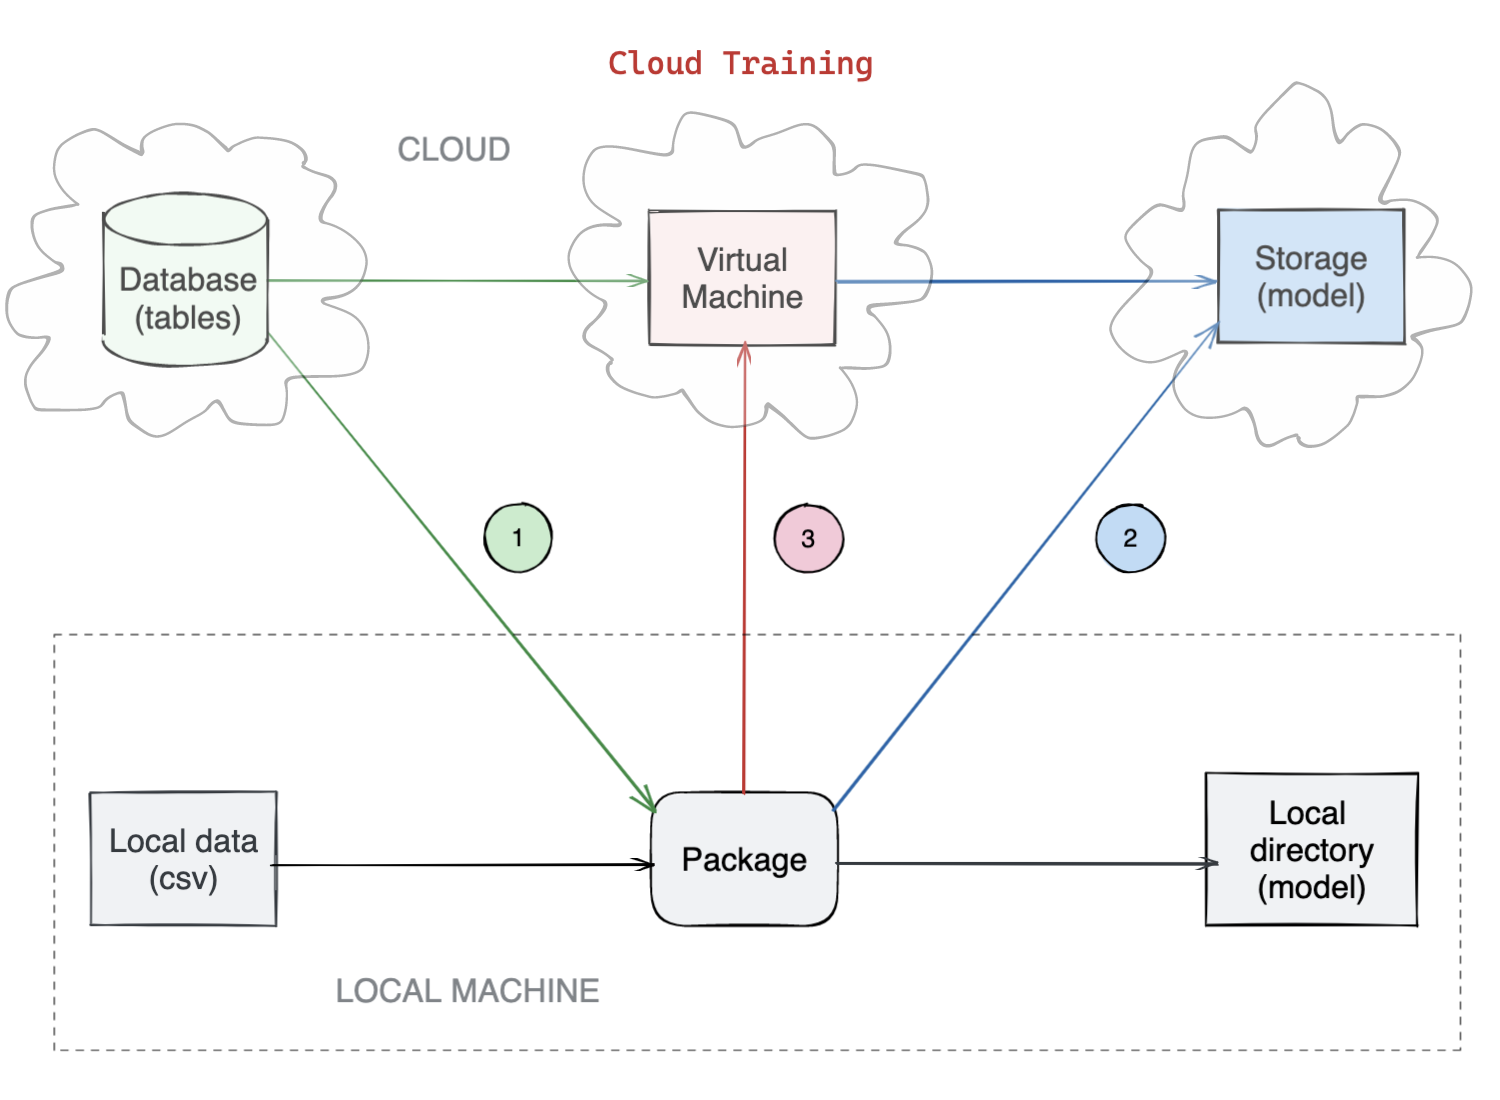 Cloud Training
CLOUD
Database
(tables)
Virtual
Machine
Storage
(model)
1
3
2
Local data
(csv)
Package
Local
directory
(model)
LOCAL MACHINE